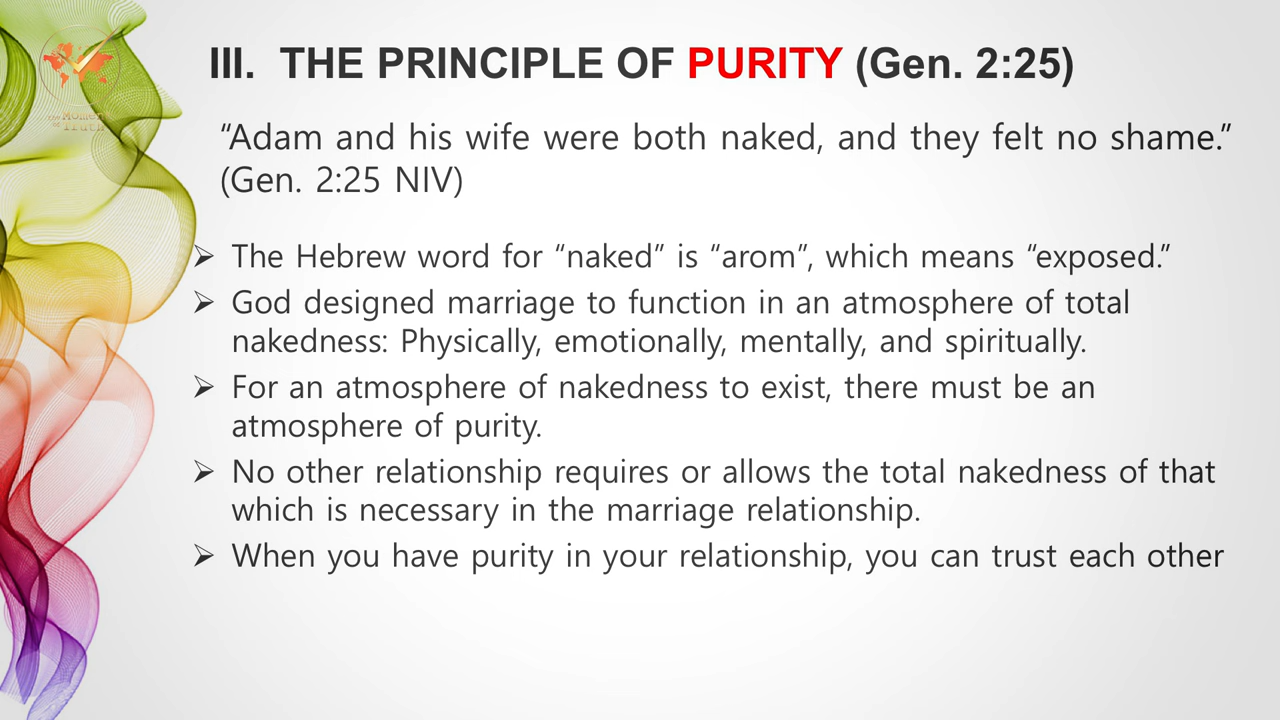 The Moment
of Truth
III. THE PRINCIPLE OF PURITY (Gen. 2:25)
“Adam and his wife were both naked, and they felt no shame.”
(Gen. 2:25 NIV)
➢ The Hebrew word for “naked” is “arom”, which means “exposed.”
➢ God designed marriage to function in an atmosphere of total
nakedness: Physically, emotionally, mentally, and spiritually.
➢ For an atmosphere of nakedness to exist, there must be an
atmosphere of purity.
➢ No other relationship requires or allows the total nakedness of that
which is necessary in the marriage relationship.
➢ When you have purity in your relationship, you can trust each other